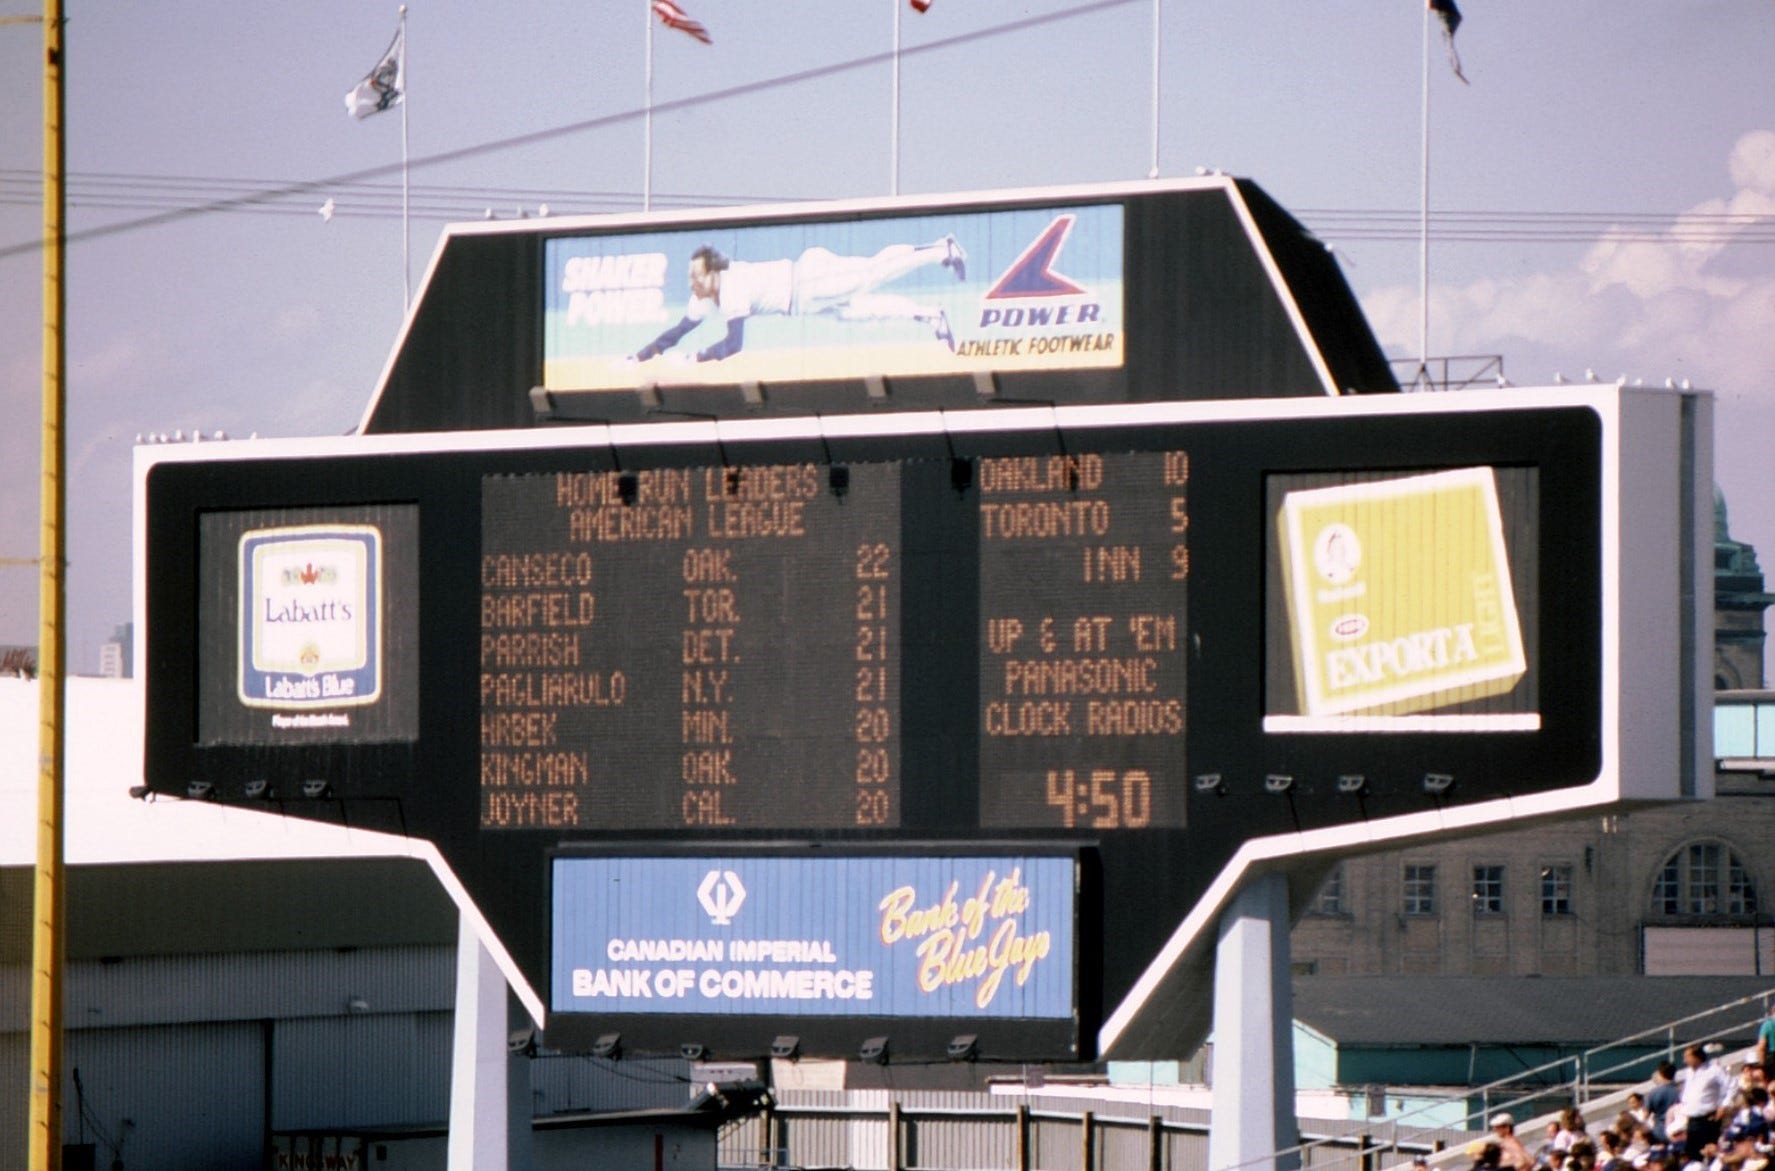 SHAKER
POWER.
POWER
ATHLETIC FOOTWEAR
HOME RUN LEADERS
AMERICAN LEAGUE
CANSECO OAK. 22
BARFIELD TOR. 21
PARRISH DET. 21
PAGLIARULO N.Y. 21
HRBEK MIN. 20
KINGMAN OAK. 20
JOYNER CAL. 20
OAKLAND 10
TORONTO 5
INN 9
UP & AT 'EM
PANASONIC
CLOCK RADIOS
4:50
Labatt's
Labatt's Blue
EXPORT A
LIGHT
CANADIAN IMPERIAL
BANK OF COMMERCE
Bank of the
Blue Jays
KINGSWAY